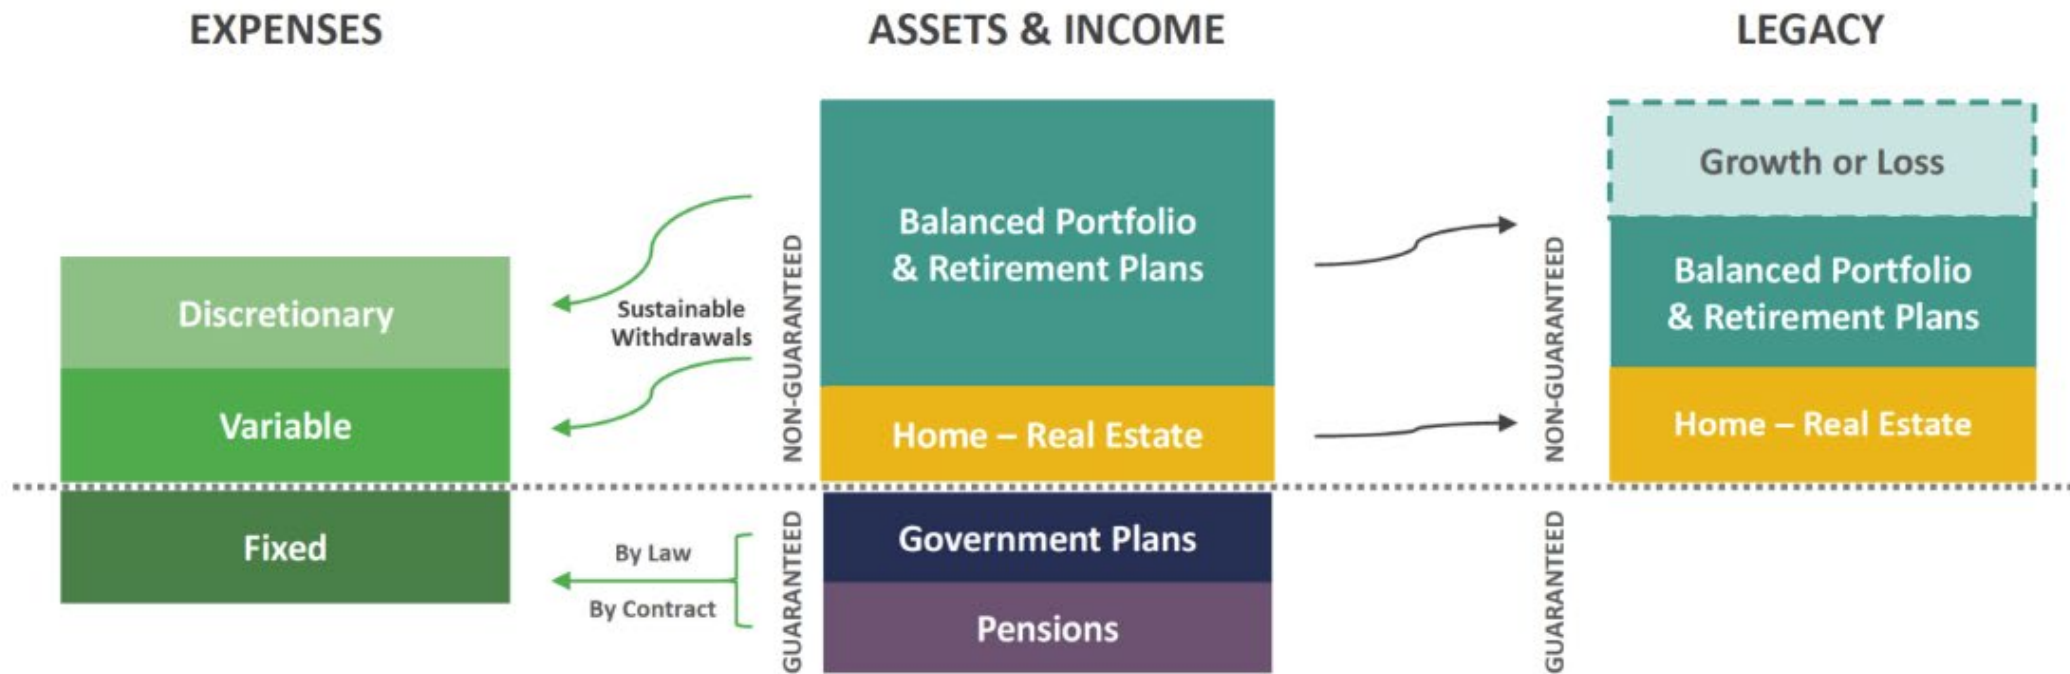 EXPENSES
ASSETS & INCOME
LEGACY
Discretionary
Variable
Fixed
Sustainable
Withdrawals
By Law
By Contract
NON-GUARANTEED
GUARANTEED
Balanced Portfolio
& Retirement Plans
Home – Real Estate
Government Plans
Pensions
NON-GUARANTEED
GUARANTEED
Growth or Loss
Balanced Portfolio
& Retirement Plans
Home – Real Estate